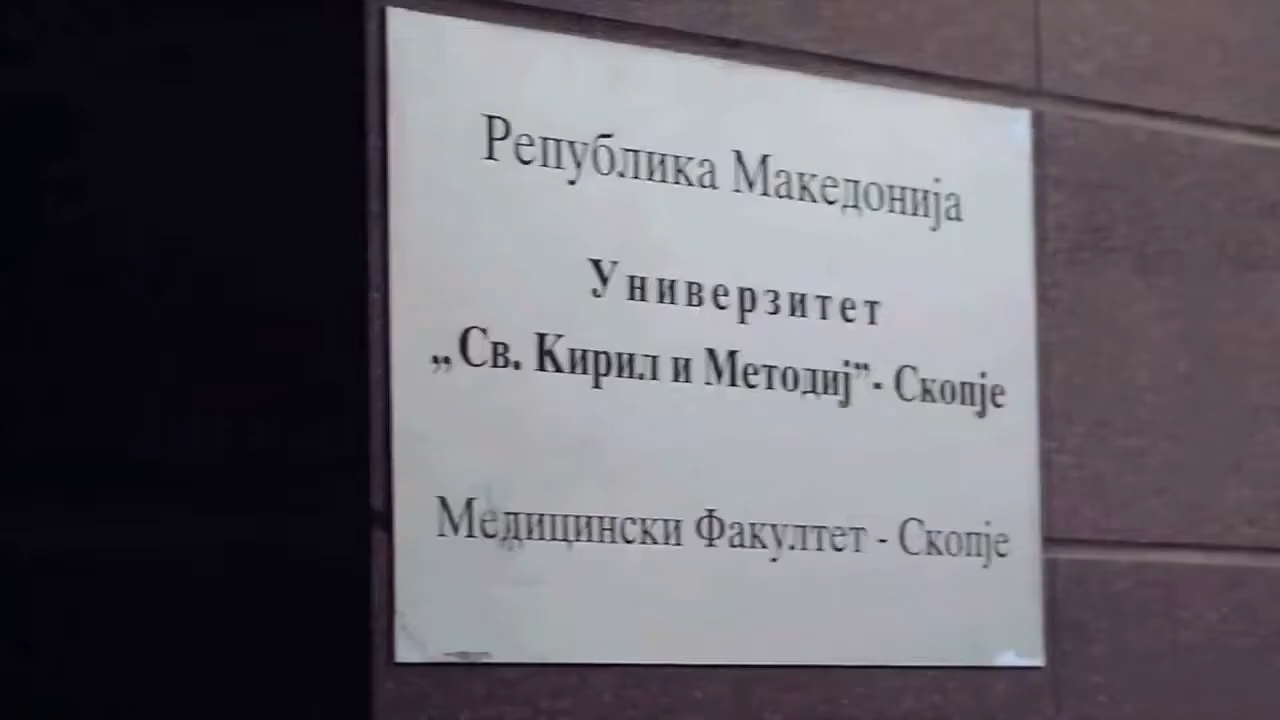 Република Македонија
Универзитет
„Св. Кирил и Методиј”- Скопје
Медицински Факултет - Скопје